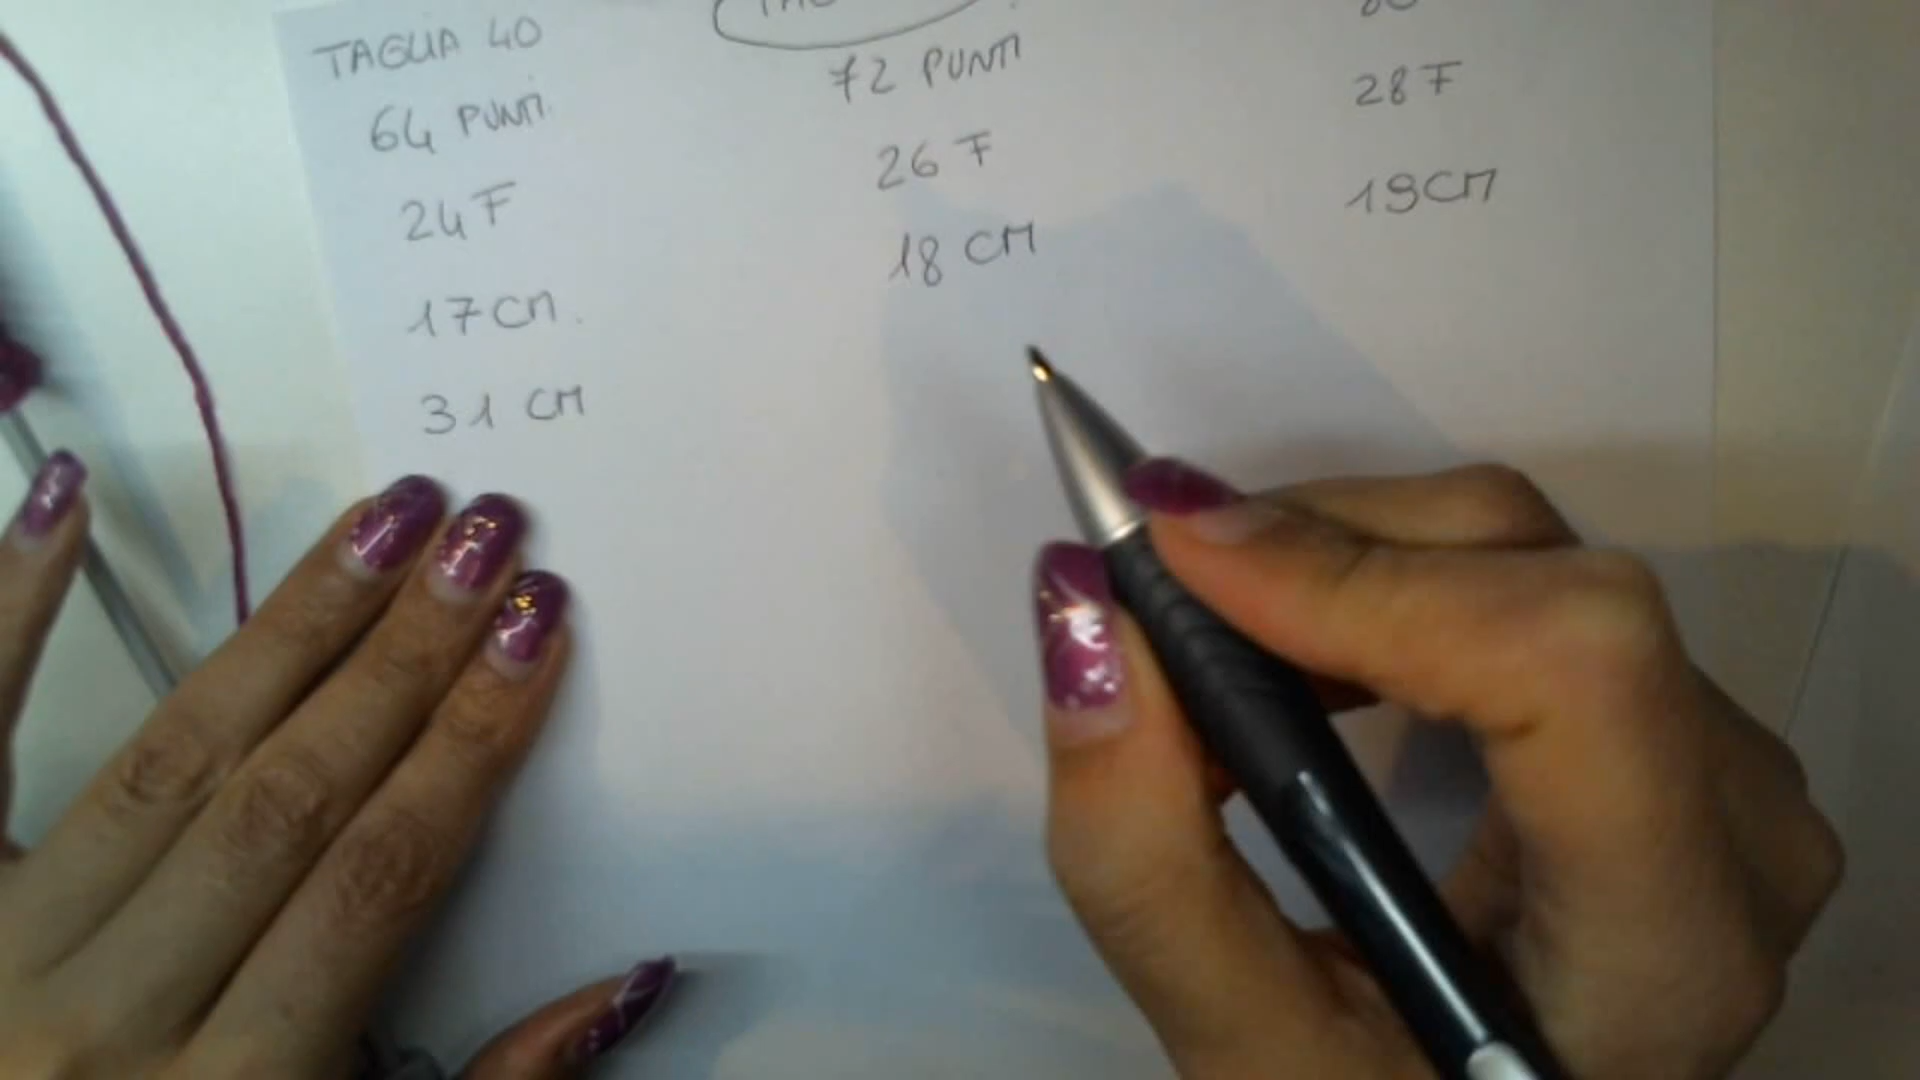 TAGLIA 40
64 PUNTI
24 F
17 CM.
31 CM
72 PUNTI
26 F
18 CM
28 F
19 CM